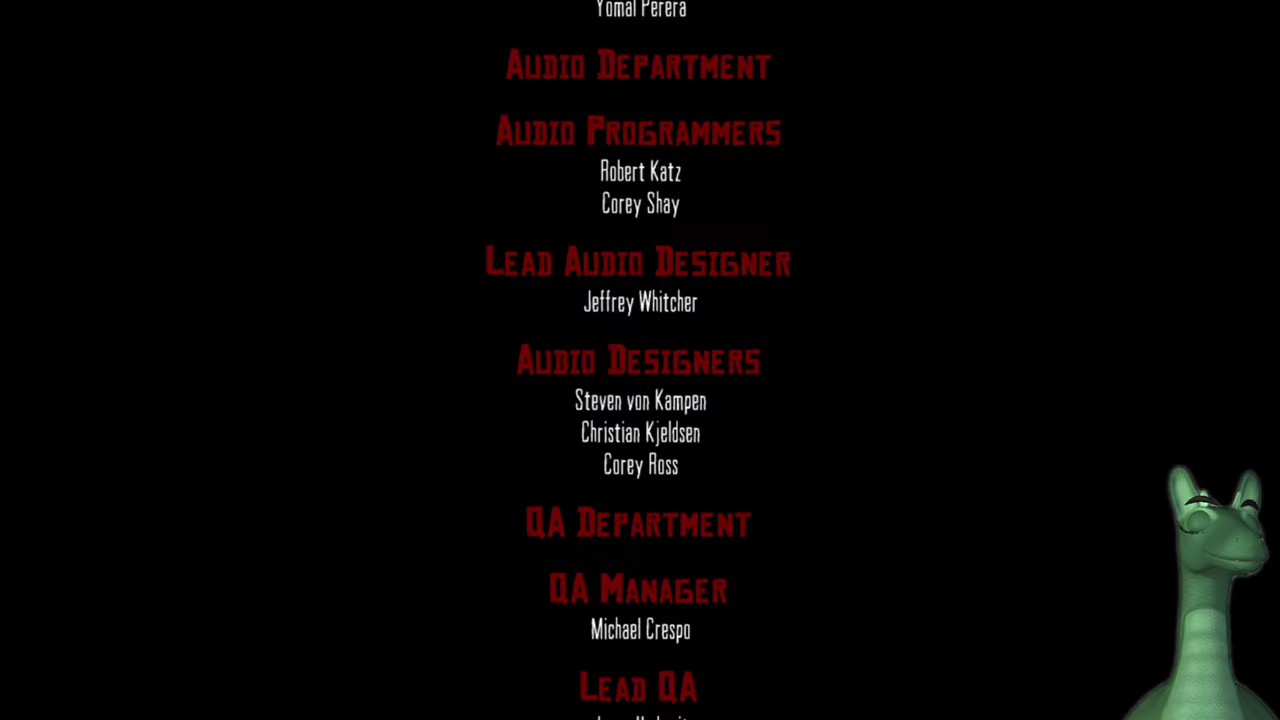 Yomal Perera
AUDIO DEPARTMENT
AUDIO PROGRAMMERS
Robert Katz
Corey Shay
LEAD AUDIO DESIGNER
Jeffrey Whitcher
AUDIO DESIGNERS
Steven von Kampen
Christian Kjeldsen
Corey Ross
QA DEPARTMENT
QA MANAGER
Michael Crespo
LEAD QA